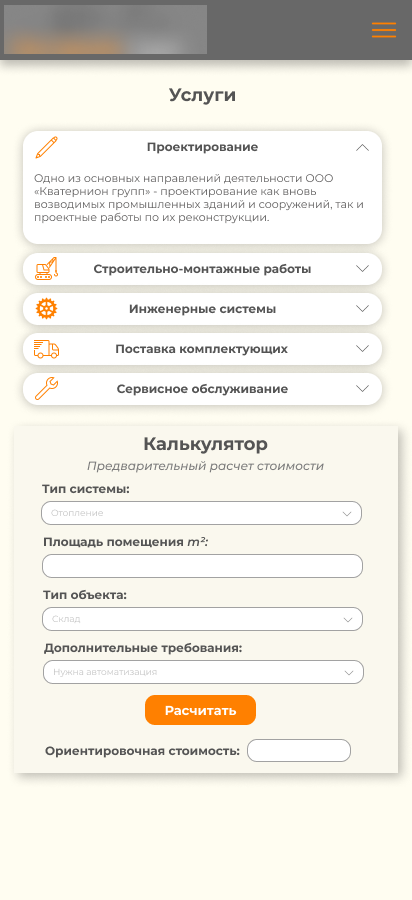 Услуги
Проектирование
Одно из основных направлений деятельности ООО
«Кватернион групп» - проектирование как вновь
возводимых промышленных зданий и сооружений, так и
проектные работы по их реконструкции.
Строительно-монтажные работы
Инженерные системы
Поставка комплектующих
Сервисное обслуживание
Калькулятор
Предварительный расчет стоимости
Тип системы:
Отопление
Площадь помещения m²:
Тип объекта:
Склад
Дополнительные требования:
Нужна автоматизация
Расчитать
Ориентировочная стоимость: